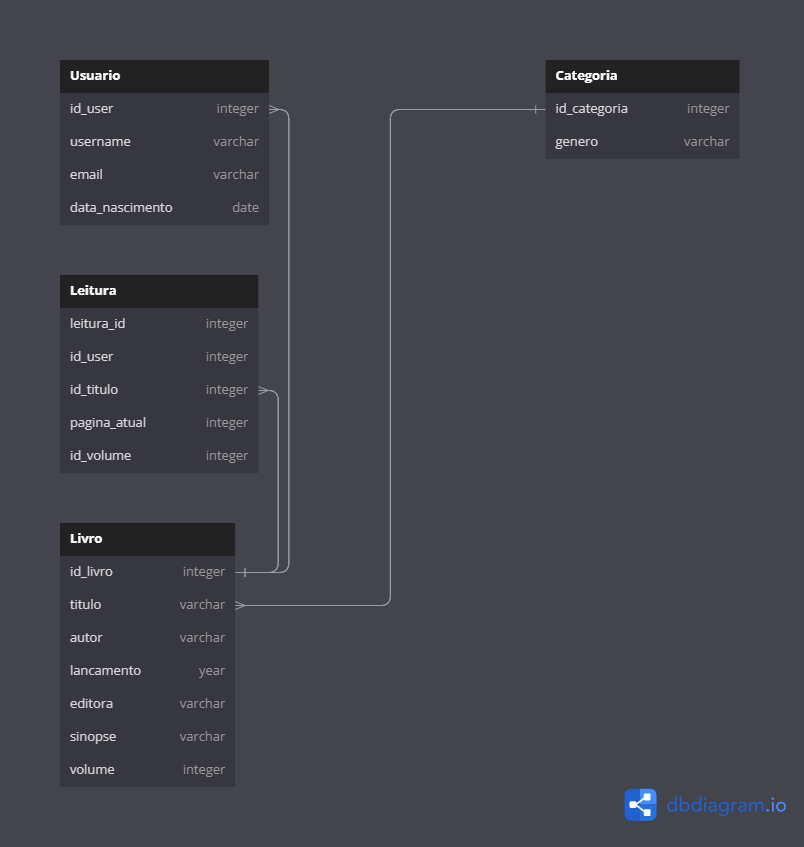 Usuario
id_user integer
username varchar
email varchar
data_nascimento date
Categoria
id_categoria integer
genero varchar
Leitura
leitura_id integer
id_user integer
id_titulo integer
pagina_atual integer
id_volume integer
Livro
id_livro integer
titulo varchar
autor varchar
lancamento year
editora varchar
sinopse varchar
volume integer
dbdiagram.io